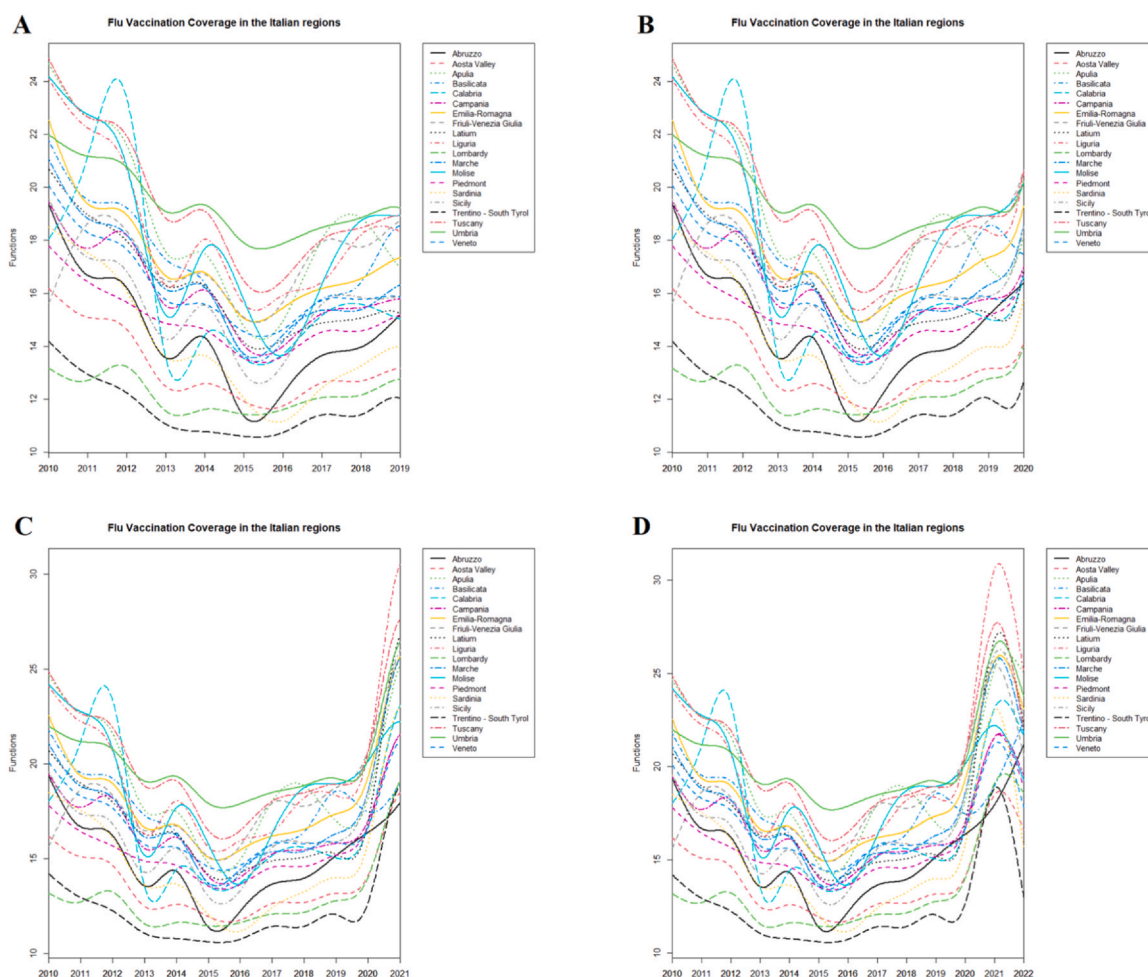 A
Flu Vaccination Coverage in the Italian regions
Functions
24
22
20
18
16
14
12
10
2010 2011 2012 2013 2014 2015 2016 2017 2018 2019
Abruzzo
Aosta Valley
Apulia
Basilicata
Calabria
Campania
Emilia-Romagna
Friuli-Venezia Giulia
Latium
Liguria
Lombardy
Marche
Molise
Piedmont
Sardinia
Sicily
Trentino - South Tyrol
Tuscany
Umbria
Veneto
B
Flu Vaccination Coverage in the Italian regions
Functions
24
22
20
18
16
14
12
10
2010 2011 2012 2013 2014 2015 2016 2017 2018 2019 2020
Abruzzo
Aosta Valley
Apulia
Basilicata
Calabria
Campania
Emilia-Romagna
Friuli-Venezia Giulia
Latium
Liguria
Lombardy
Marche
Molise
Piedmont
Sardinia
Sicily
Trentino - South Tyrol
Tuscany
Umbria
Veneto
C
Flu Vaccination Coverage in the Italian regions
Functions
30
25
20
15
10
2010 2011 2012 2013 2014 2015 2016 2017 2018 2019 2020 2021
Abruzzo
Aosta Valley
Apulia
Basilicata
Calabria
Campania
Emilia-Romagna
Friuli-Venezia Giulia
Latium
Liguria
Lombardy
Marche
Molise
Piedmont
Sardinia
Sicily
Trentino - South Tyrol
Tuscany
Umbria
Veneto
D
Flu Vaccination Coverage in the Italian regions
Functions
30
25
20
15
10
2010 2011 2012 2013 2014 2015 2016 2017 2018 2019 2020 2021 2022
Abruzzo
Aosta Valley
Apulia
Basilicata
Calabria
Campania
Emilia-Romagna
Friuli-Venezia Giulia
Latium
Liguria
Lombardy
Marche
Molise
Piedmont
Sardinia
Sicily
Trentino - South Tyrol
Tuscany
Umbria
Veneto